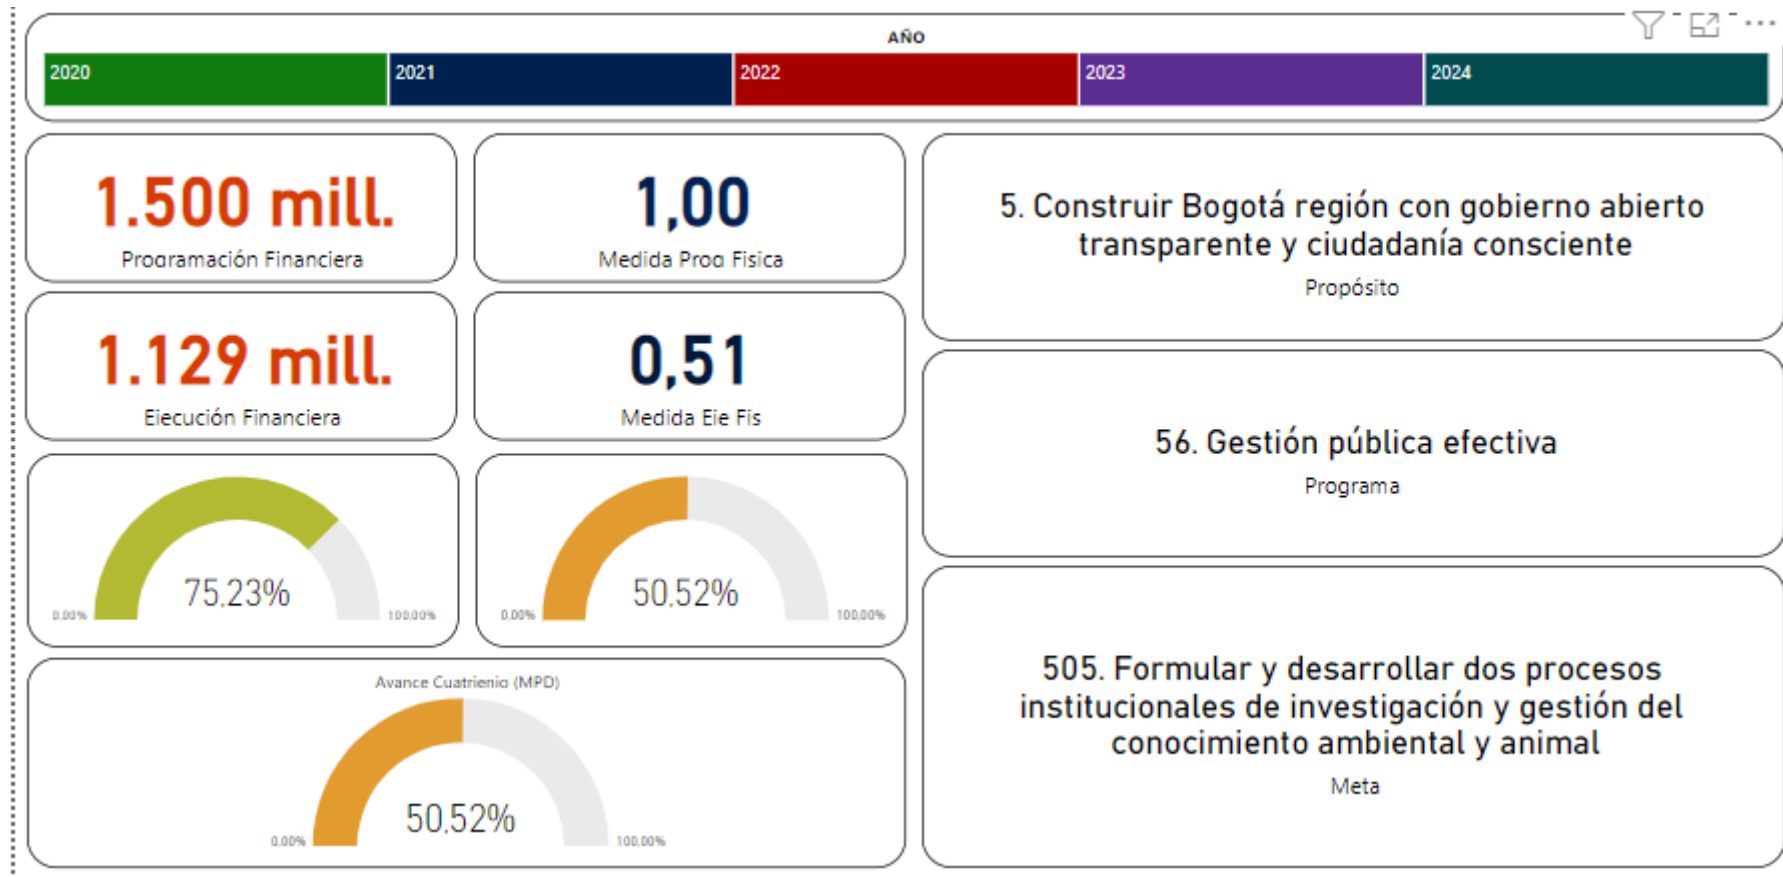 AÑO
2020
2021
2022
2023
2024
1.500 mill.
Programación Financiera
1,00
Medida Prog Fisica
5. Construir Bogotá región con gobierno abierto
transparente y ciudadanía consciente
Propósito
1.129 mill.
Ejecución Financiera
0,51
Medida Eje Fis
56. Gestión pública efectiva
Programa
75,23%
0,00%
100,00%
50,52%
0,00%
100,00%
505. Formular y desarrollar dos procesos
institucionales de investigación y gestión del
conocimiento ambiental y animal
Meta
Avance Cuatrienio (MPD)
50,52%
0,00%
100,00%